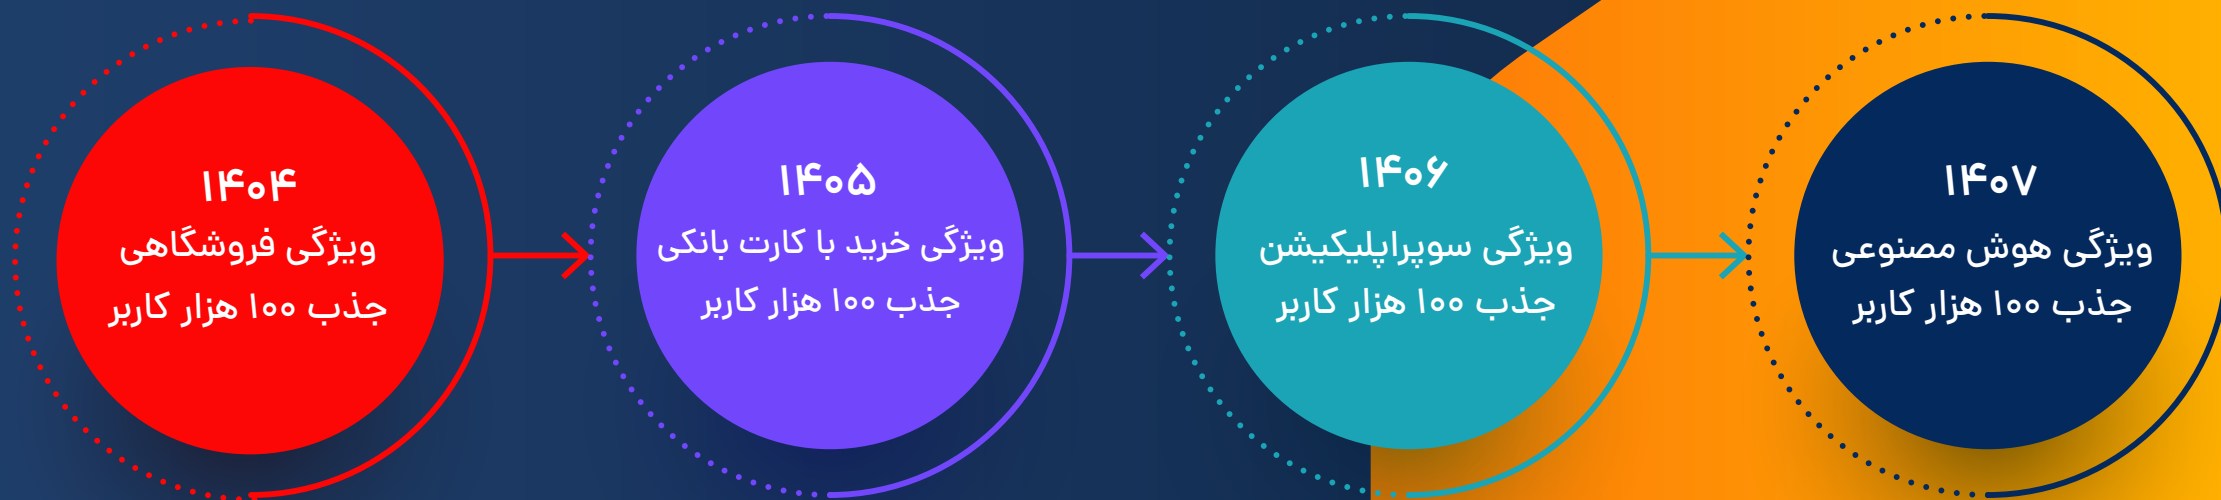 ۱۴۰۴
ویژگی فروشگاهی
جذب ۱۰۰ هزار کاربر
۱۴۰۵
ویژگی خرید با کارت بانکی
جذب ۱۰۰ هزار کاربر
۱۴۰۶
ویژگی سوپراپلیکیشن
جذب ۱۰۰ هزار کاربر
۱۴۰۷
ویژگی هوش مصنوعی
جذب ۱۰۰ هزار کاربر